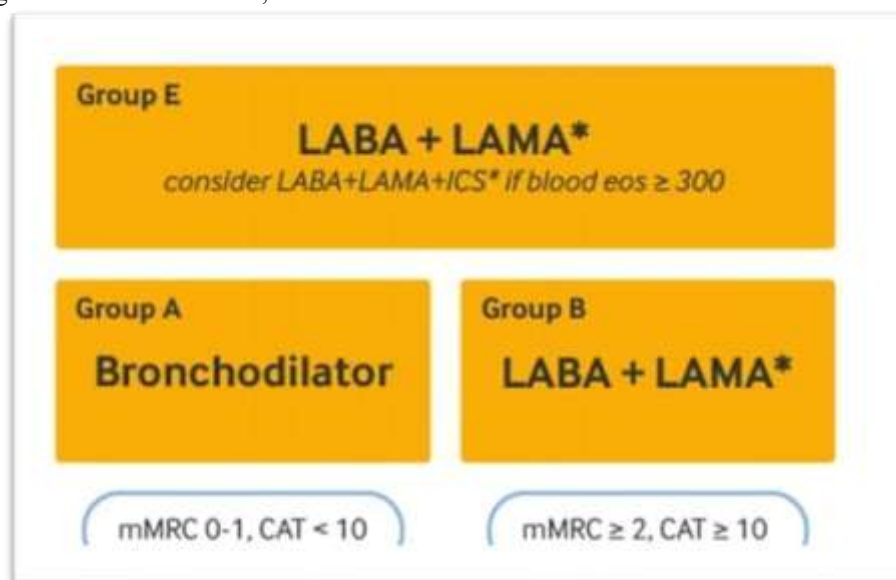 Group E
LABA + LAMA*
consider LABA+LAMA+ICS* if blood eos ≥ 300
Group A
Bronchodilator
Group B
LABA + LAMA*
mMRC 0-1, CAT < 10
mMRC ≥ 2, CAT ≥ 10